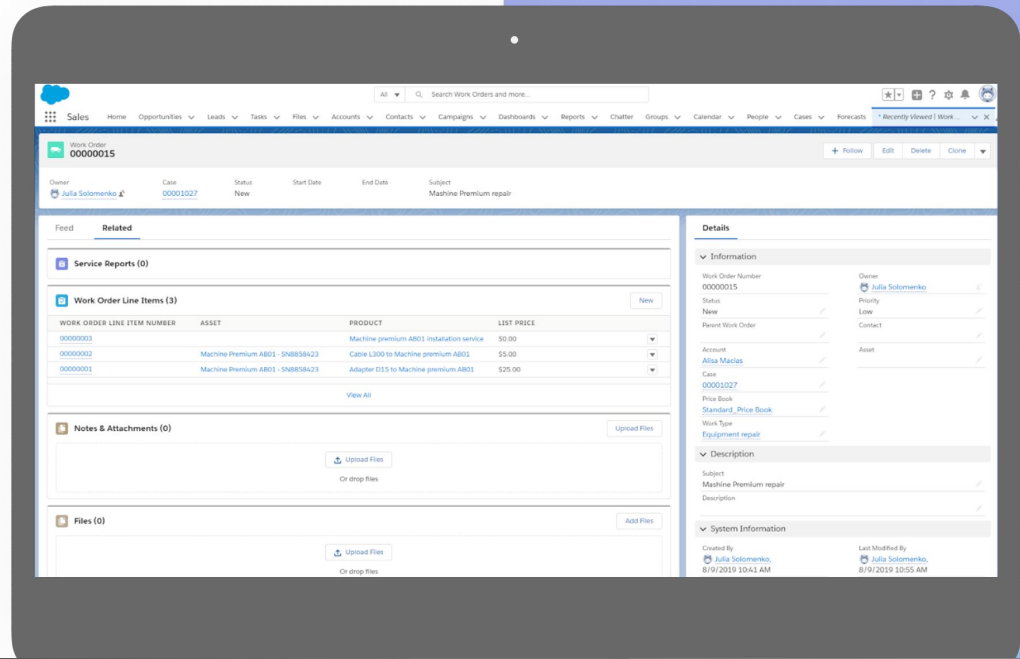 All
Search Work Orders and more...
Sales Home Opportunities Leads Tasks Files Accounts Contacts Campaigns Dashboards Reports Chatter Groups Calendar People Cases Forecasts * Recently Viewed | Work ...
Work Order
00000015
+ Follow Edit Delete Clone
Owner Case Status Start Date End Date Subject
Julia Solomenko 00001027 New Mashine Premium repair
Feed Related
Service Reports (0)
Work Order Line Items (3) New
WORK ORDER LINE ITEM NUMBER ASSET PRODUCT LIST PRICE
00000003 Machine premium AB01 Installation service $0.00
00000002 Machine Premium AB01 - SN8858423 Cable L300 to Machine premium AB01 $5.00
00000001 Machine Premium AB01 - SN8858423 Adapter D15 to Machine premium AB01 $25.00
View All
Notes & Attachments (0) Upload Files
Upload Files
Or drop files
Files (0) Add Files
Upload Files
Or drop files
Details
Information
Work Order Number Owner
00000015 Julia Solomenko
Status Priority
New Low
Parent Work Order Contact
Account Asset
Alisa Macias
Case
00001027
Price Book
Standard_Price Book
Work Type
Equipment repair
Description
Subject
Mashine Premium repair
Description
System Information
Created By Last Modified By
Julia Solomenko, Julia Solomenko,
8/9/2019 10:41 AM 8/9/2019 10:55 AM